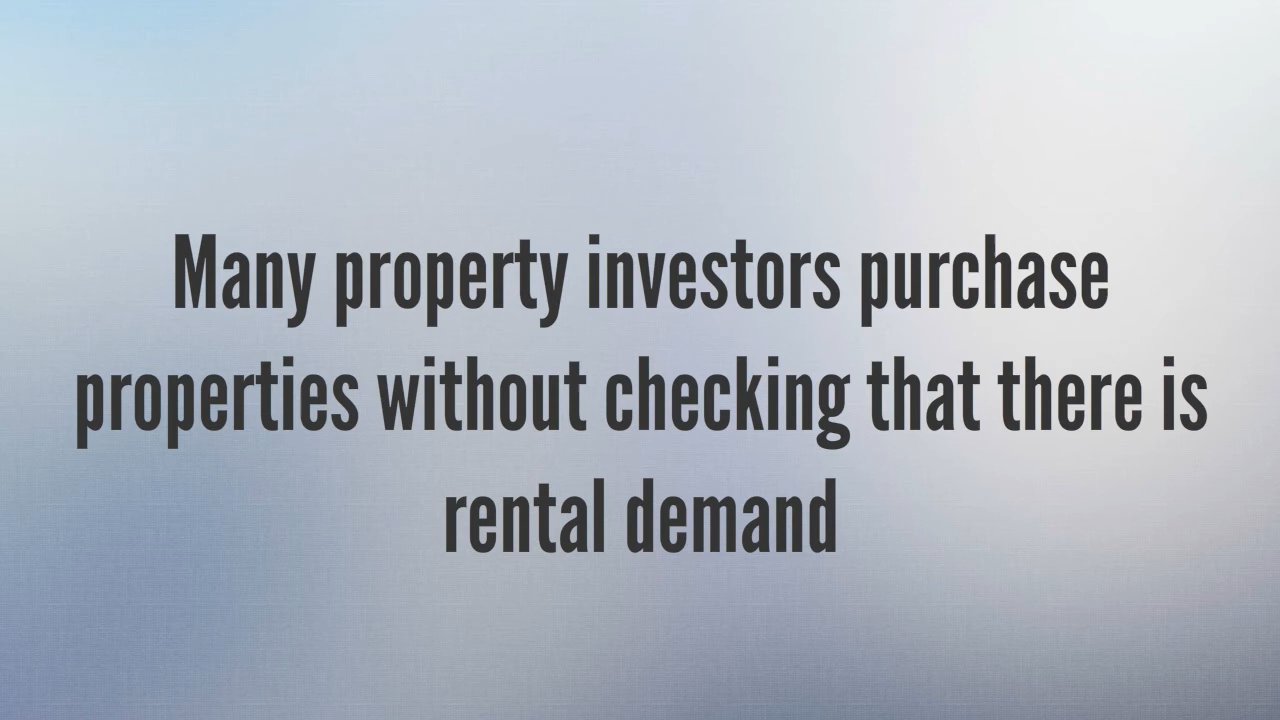 Many property investors purchase
properties without checking that there is
rental demand